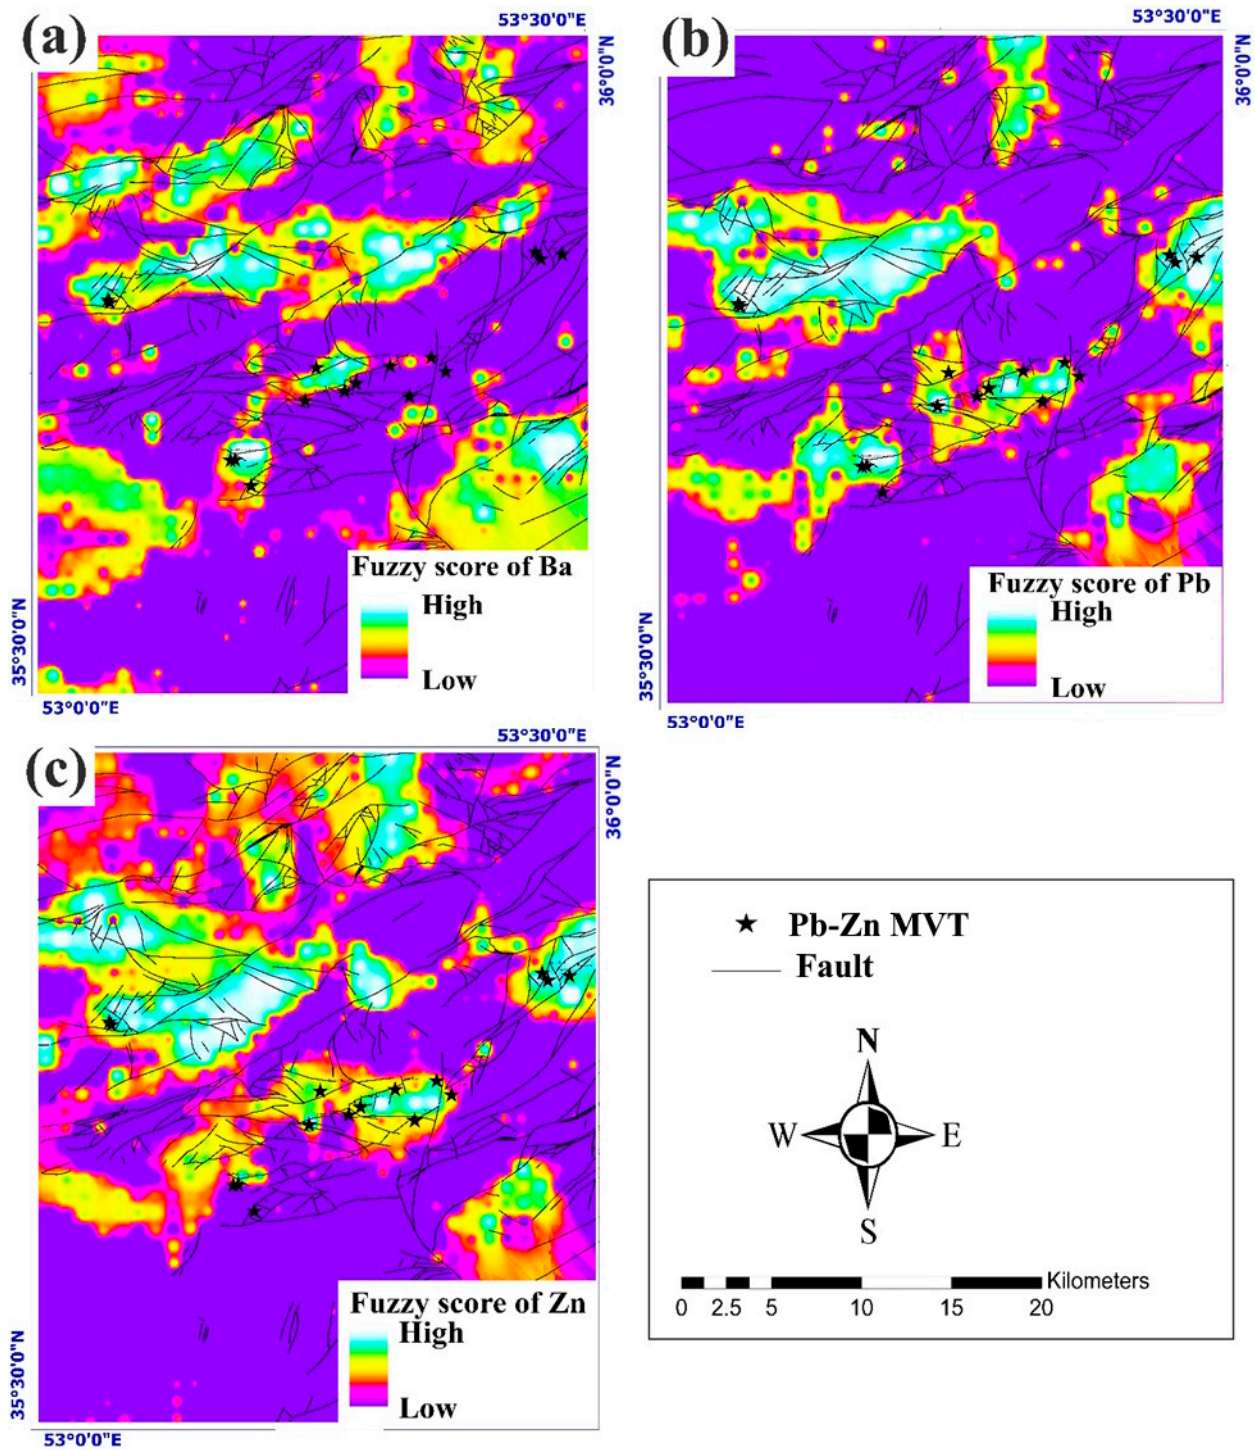 (a)
53°30'0"E
36°0'0"N
Fuzzy score of Ba
High
Low
35°30'0"N
53°0'0"E
(b)
53°30'0"E
36°0'0"N
Fuzzy score of Pb
High
Low
35°30'0"N
53°0'0"E
(c)
53°30'0"E
36°0'0"N
Fuzzy score of Zn
High
Low
35°30'0"N
53°0'0"E
Pb-Zn MVT
Fault
N
W E
S
Kilometers
0 2.5 5 10 15 20